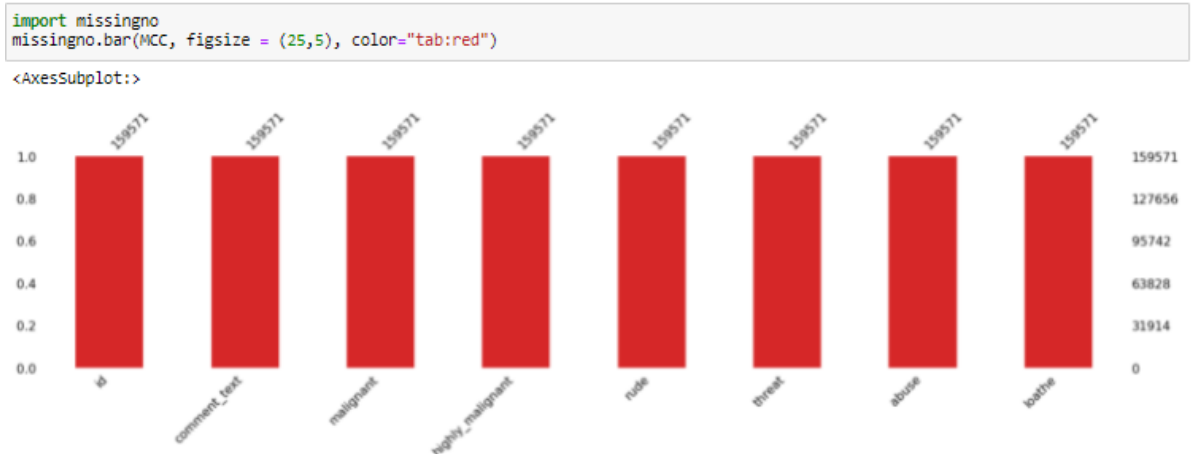 import missingno
missingno.bar(MCC, figsize = (25,5), color="tab:red")
<AxesSubplot:>
159571 159571 159571 159571 159571 159571 159571 159571
1.0 159571
0.8 127656
0.6 95742
0.4 63828
0.2 31914
0.0 0
id comment_text malignant highly_malignant rude threat abuse loathe